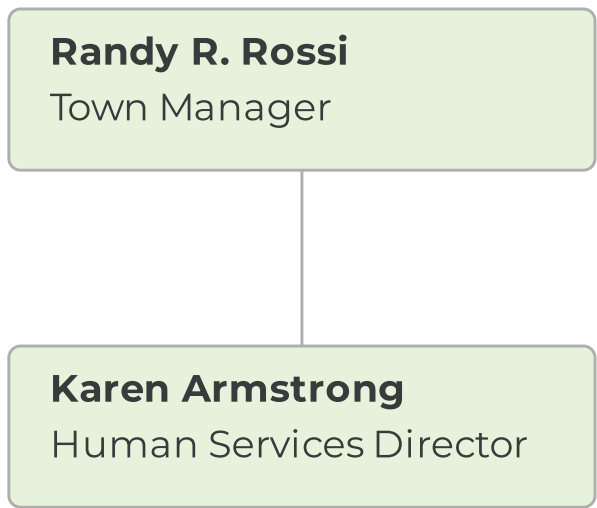 Randy R. Rossi
Town Manager
Karen Armstrong
Human Services Director